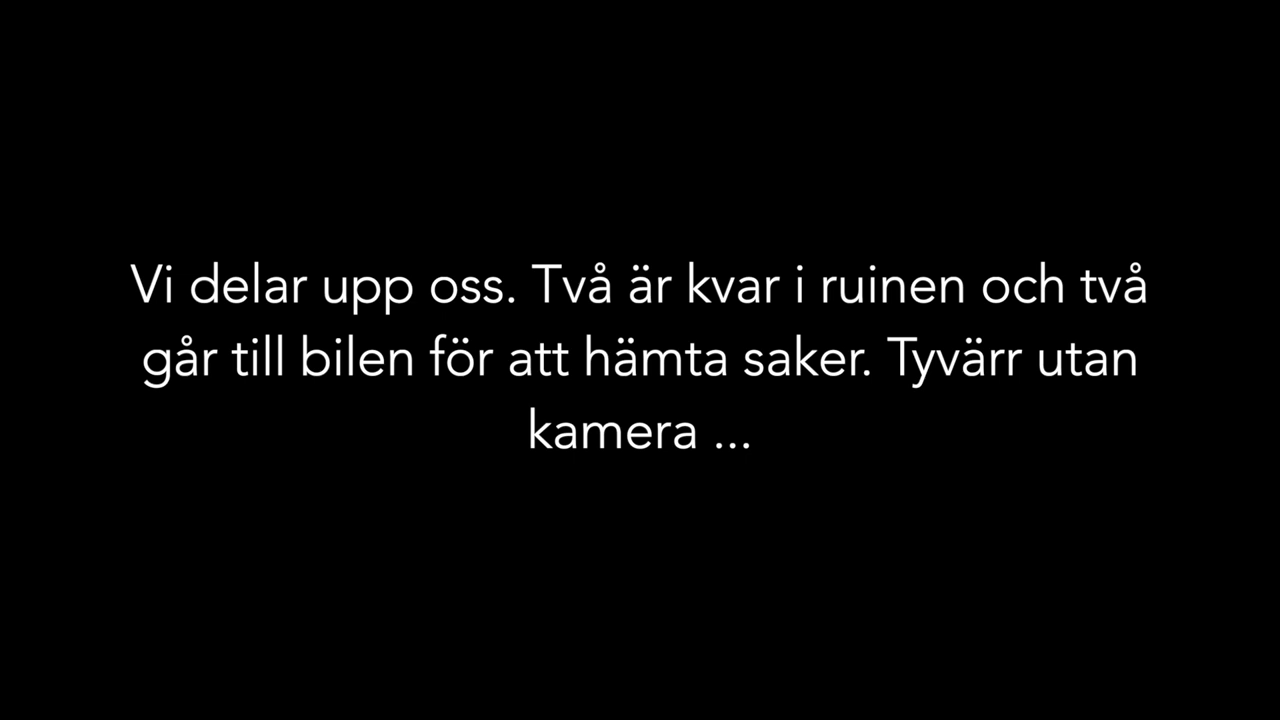 Vi delar upp oss. Två är kvar i ruinen och två
går till bilen för att hämta saker. Tyvärr utan
kamera ...